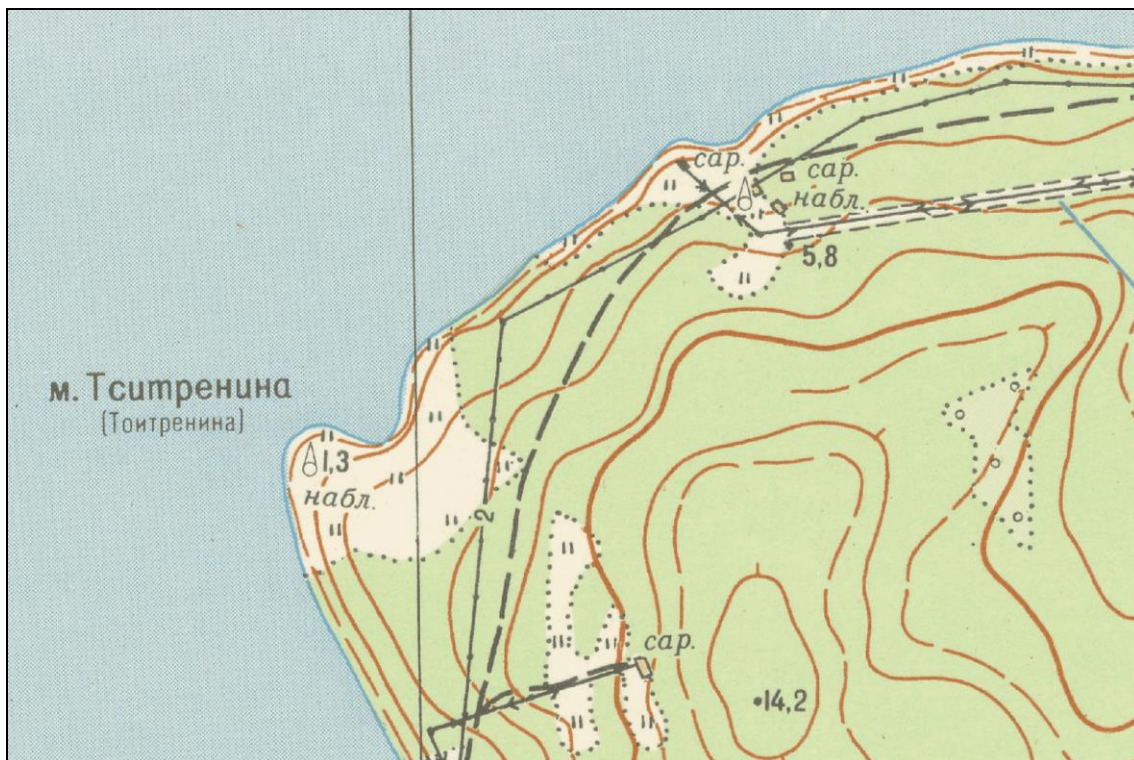 сар.
сар.
набл.
5,8
м. Тситренина
(Тоитренина)
1,3
набл.
2
сар.
14,2